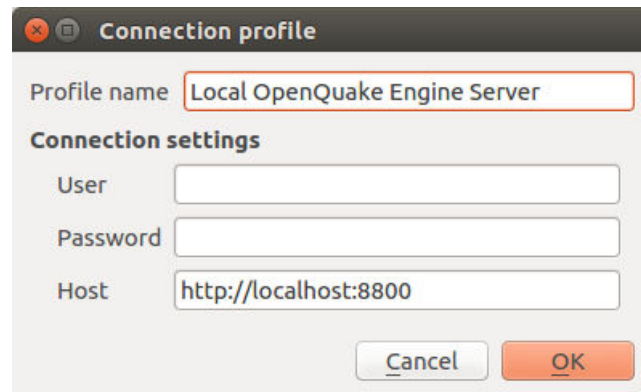 Connection profile
Profile name Local OpenQuake Engine Server
Connection settings
User
Password
Host http://localhost:8800
Cancel OK